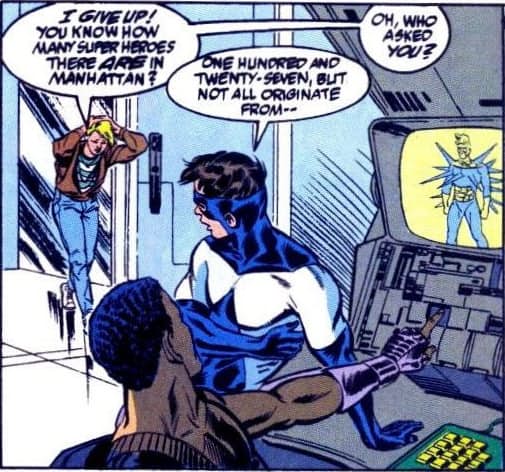 I GIVE UP!
YOU KNOW HOW
MANY SUPER HEROES
THERE ARE IN
MANHATTAN?
ONE HUNDRED AND
TWENTY-SEVEN, BUT
NOT ALL ORIGINATE
FROM--
OH, WHO
ASKED
YOU?